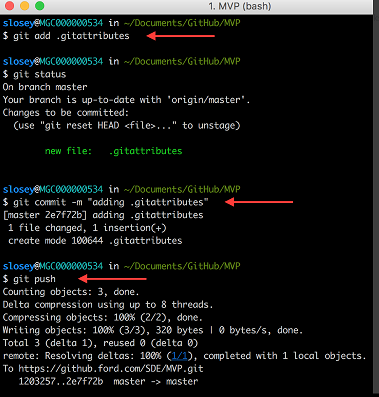 1. MVP (bash)
slosey@MGC000000534 in ~/Documents/GitHub/MVP
$ git add .gitattributes
slosey@MGC000000534 in ~/Documents/GitHub/MVP
$ git status
On branch master
Your branch is up-to-date with 'origin/master'.
Changes to be committed:
(use "git reset HEAD <file>..." to unstage)
new file: .gitattributes
slosey@MGC000000534 in ~/Documents/GitHub/MVP
$ git commit -m "adding .gitattributes"
[master 2e7f72b] adding .gitattributes
1 file changed, 1 insertion(+)
create mode 100644 .gitattributes
slosey@MGC000000534 in ~/Documents/GitHub/MVP
$ git push
Counting objects: 3, done.
Delta compression using up to 8 threads.
Compressing objects: 100% (2/2), done.
Writing objects: 100% (3/3), 320 bytes | 0 bytes/s, done.
Total 3 (delta 1), reused 0 (delta 0)
remote: Resolving deltas: 100% (1/1), completed with 1 local objects.
To https://github.ford.com/SDE/MVP.git
1203257..2e7f72b master -> master